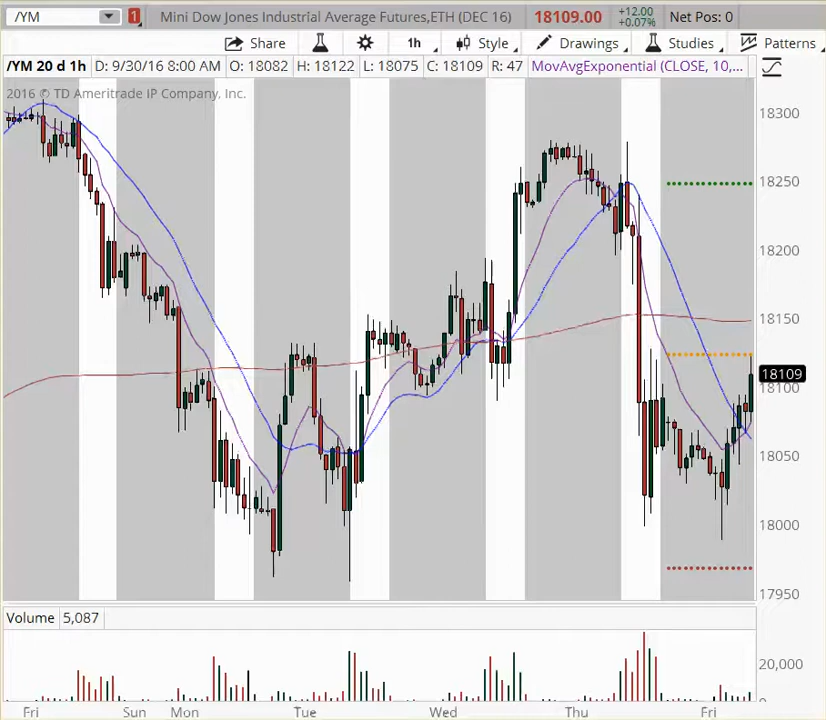 /YM 1 Mini Dow Jones Industrial Average Futures,ETH (DEC 16) 18109.00 +12.00 +0.07% Net Pos: 0
Share 1h Style Drawings Studies Patterns
/YM 20 d 1h D: 9/30/16 8:00 AM O: 18082 H: 18122 L: 18075 C: 18109 R: 47 MovAvgExponential (CLOSE, 10,...
2016 © TD Ameritrade IP Company, Inc.
18300
18250
18200
18150
18109
18100
18050
18000
17950
Volume 5,087
20,000
0
Fri Sun Mon Tue Wed Thu Fri